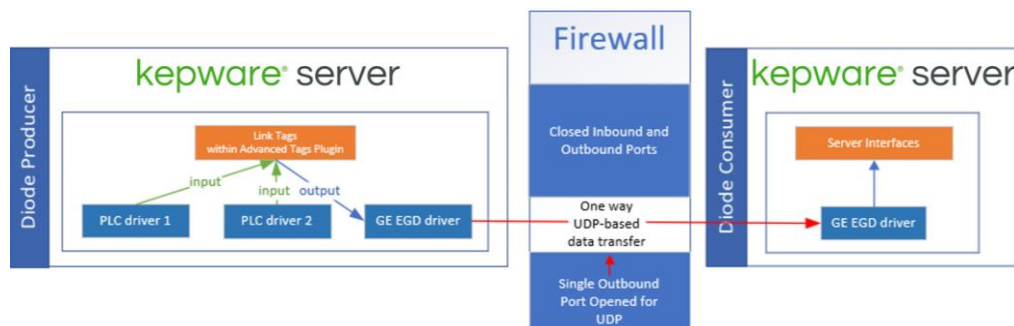 Diode Producer
kepware® server
Link Tags
within Advanced Tags Plugin
input
input
output
PLC driver 1
PLC driver 2
GE EGD driver
Firewall
Closed Inbound and
Outbound Ports
One way
UDP-based
data transfer
Single Outbound
Port Opened for
UDP
Diode Consumer
kepware® server
Server Interfaces
GE EGD driver